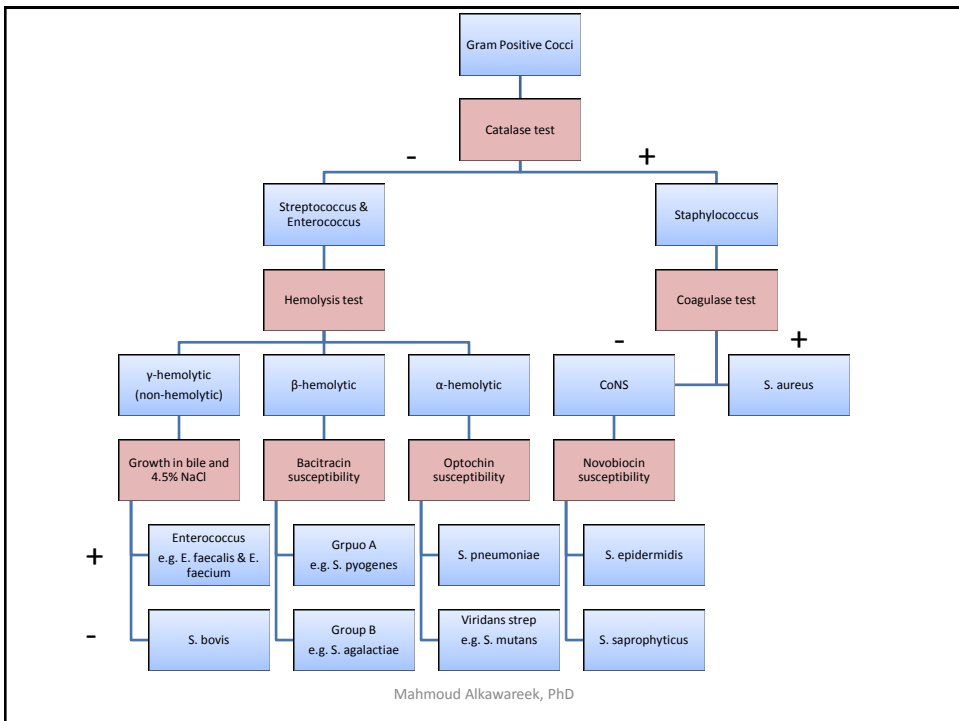 Gram Positive Cocci
Catalase test
-
+
Streptococcus &
Enterococcus
Staphylococcus
Hemolysis test
Coagulase test
-
+
γ-hemolytic
(non-hemolytic)
β-hemolytic
α-hemolytic
CoNS
S. aureus
Growth in bile and
4.5% NaCl
Bacitracin
susceptibility
Optochin
susceptibility
Novobiocin
susceptibility
+
Enterococcus
e.g. E. faecalis & E.
faecium
Grpuo A
e.g. S. pyogenes
S. pneumoniae
S. epidermidis
-
S. bovis
Group B
e.g. S. agalactiae
Viridans strep
e.g. S. mutans
S. saprophyticus
Mahmoud Alkawareek, PhD